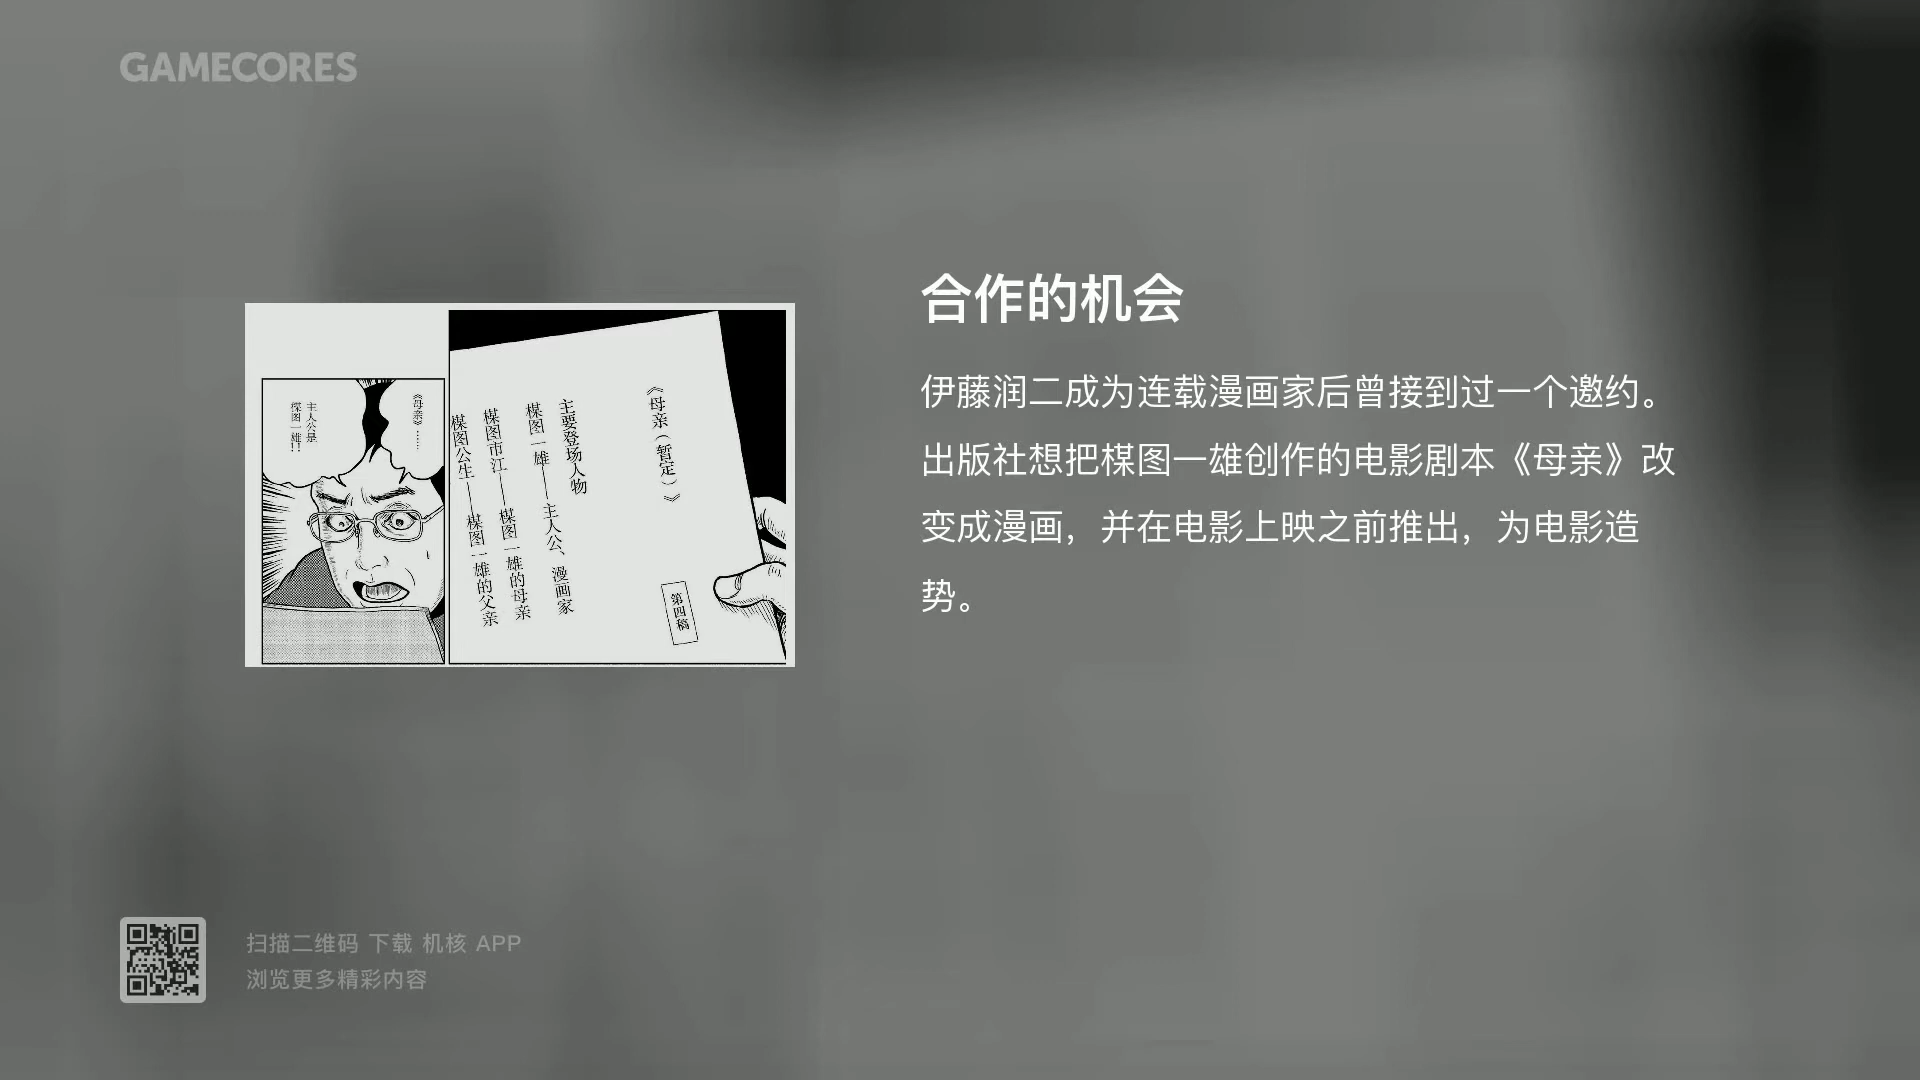 GAMECORES
合作的机会
伊藤润二成为连载漫画家后曾接到过一个邀约。
出版社想把楳图一雄创作的电影剧本《母亲》改
变成漫画，并在电影上映之前推出，为电影造
势。
《母亲》……
主人公是
楳图一雄!!
《母亲（暂定）》
主要登场人物
楳图一雄——主人公、漫画家
楳图市江——楳图一雄的母亲
楳图公生——楳图一雄的父亲
第四稿
扫描二维码 下载 机核 APP
浏览更多精彩内容